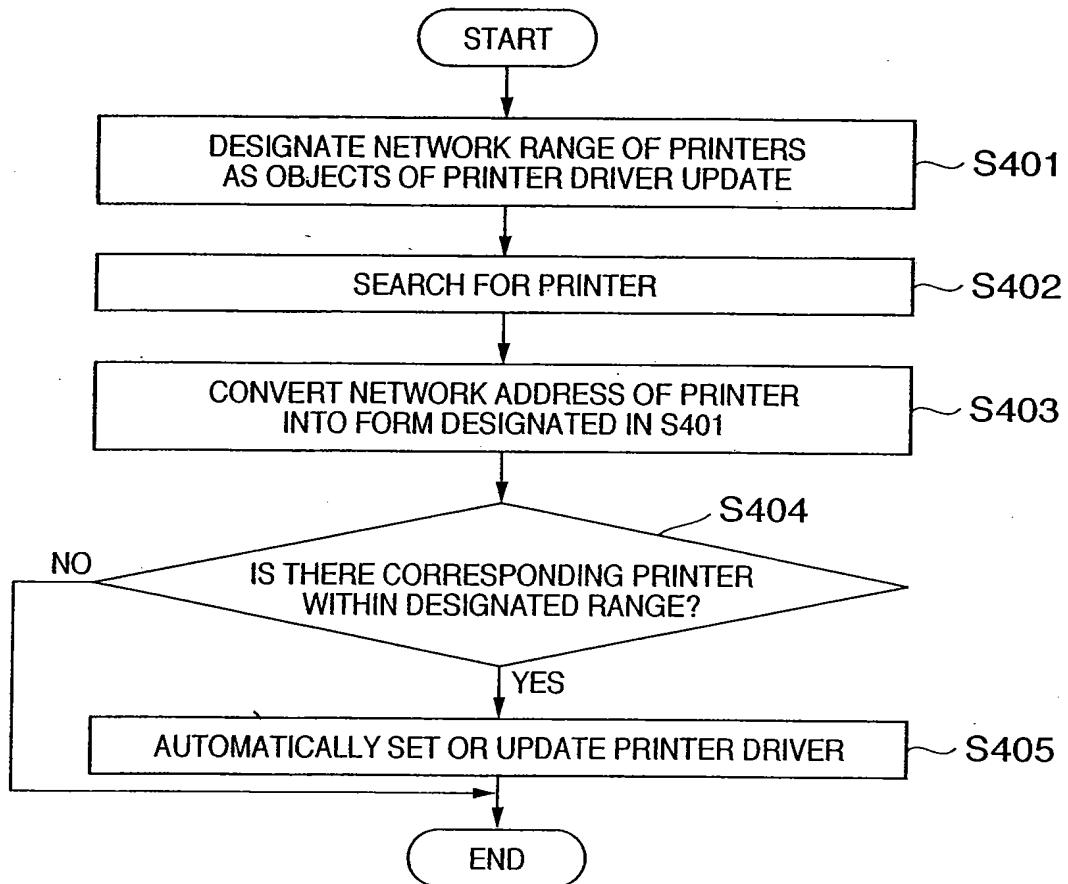 START
DESIGNATE NETWORK RANGE OF PRINTERS
AS OBJECTS OF PRINTER DRIVER UPDATE
S401
SEARCH FOR PRINTER
S402
CONVERT NETWORK ADDRESS OF PRINTER
INTO FORM DESIGNATED IN S401
S403
S404
NO
IS THERE CORRESPONDING PRINTER
WITHIN DESIGNATED RANGE?
YES
AUTOMATICALLY SET OR UPDATE PRINTER DRIVER
S405
END